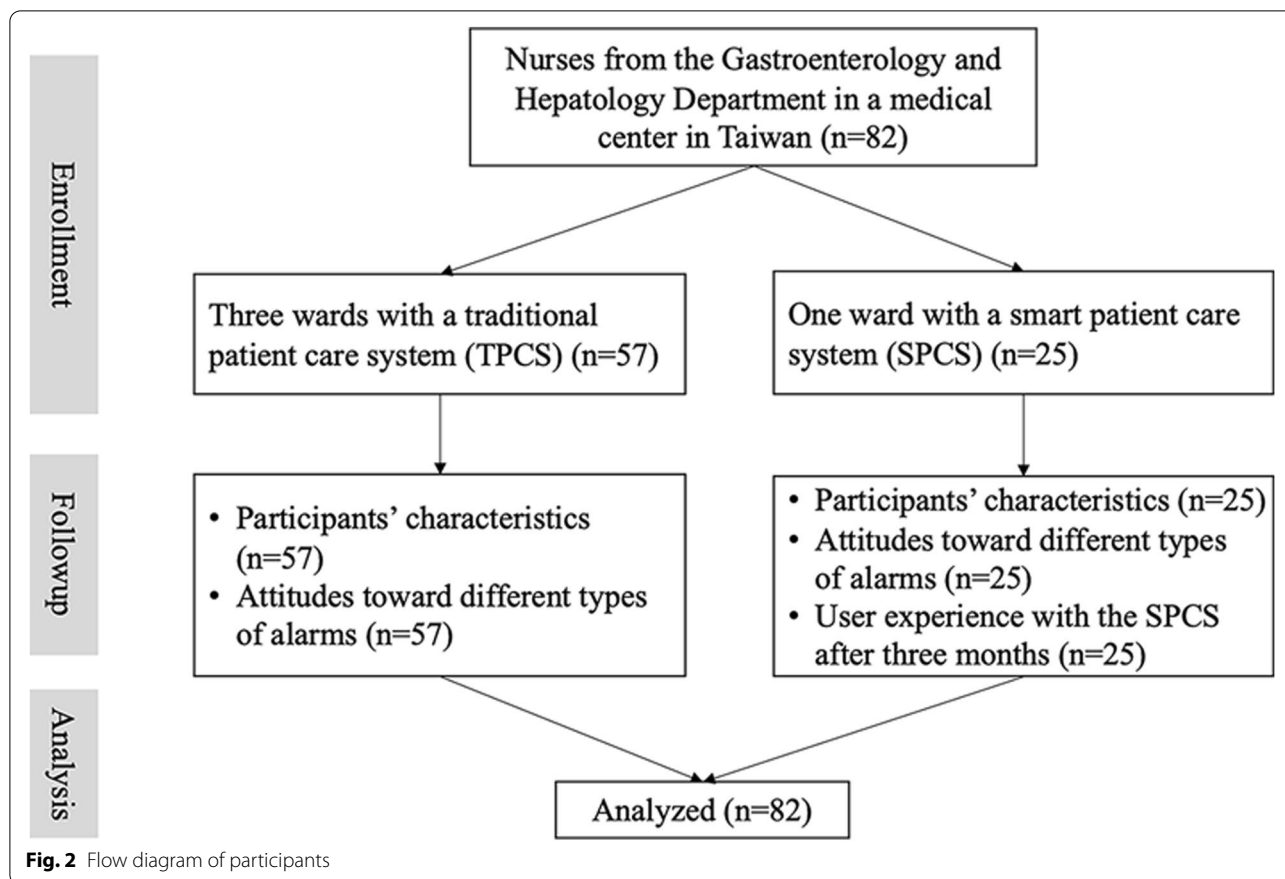 Enrollment
Nurses from the Gastroenterology and
Hepatology Department in a medical
center in Taiwan (n=82)
Three wards with a traditional
patient care system (TPCS) (n=57)
One ward with a smart patient care
system (SPCS) (n=25)
Followup
• Participants’ characteristics
(n=57)
• Attitudes toward different types
of alarms (n=57)
• Participants’ characteristics (n=25)
• Attitudes toward different types
of alarms (n=25)
• User experience with the SPCS
after three months (n=25)
Analysis
Analyzed (n=82)
Fig. 2 Flow diagram of participants